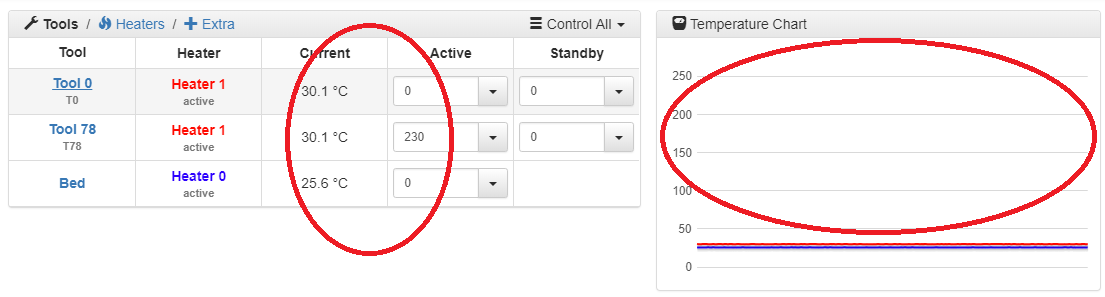 Tools / Heaters / Extra Control All
Tool Heater Current Active Standby
Tool 0 Heater 1 30.1 °C 0 0
T0 active
Tool 78 Heater 1 30.1 °C 230 0
T78 active
Bed Heater 0 25.6 °C 0
active
Temperature Chart
250
200
150
100
50
0